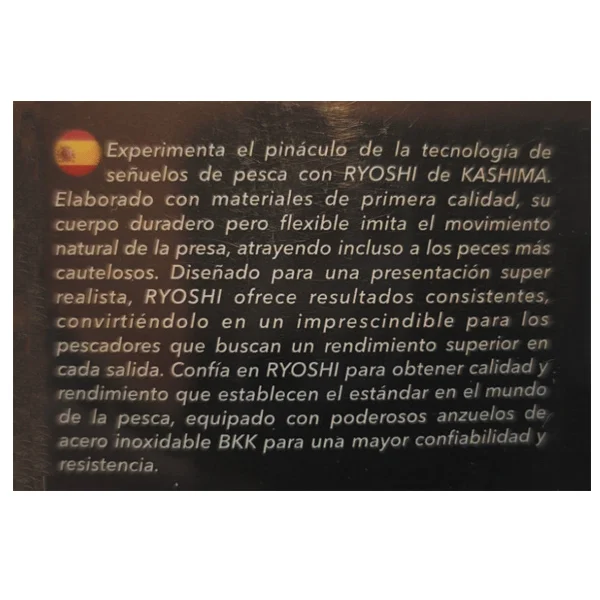 Experimenta el pináculo de la tecnología de
señuelos de pesca con RYOSHI de KASHIMA.
Elaborado con materiales de primera calidad, su
cuerpo duradero pero flexible imita el movimiento
natural de la presa, atrayendo incluso a los peces más
cautelosos. Diseñado para una presentación super
realista, RYOSHI ofrece resultados consistentes,
convirtiéndolo en un imprescindible para los
pescadores que buscan un rendimiento superior en
cada salida. Confía en RYOSHI para obtener calidad y
rendimiento que establecen el estándar en el mundo
de la pesca, equipado con poderosos anzuelos de
acero inoxidable BKK para una mayor confiabilidad y
resistencia.